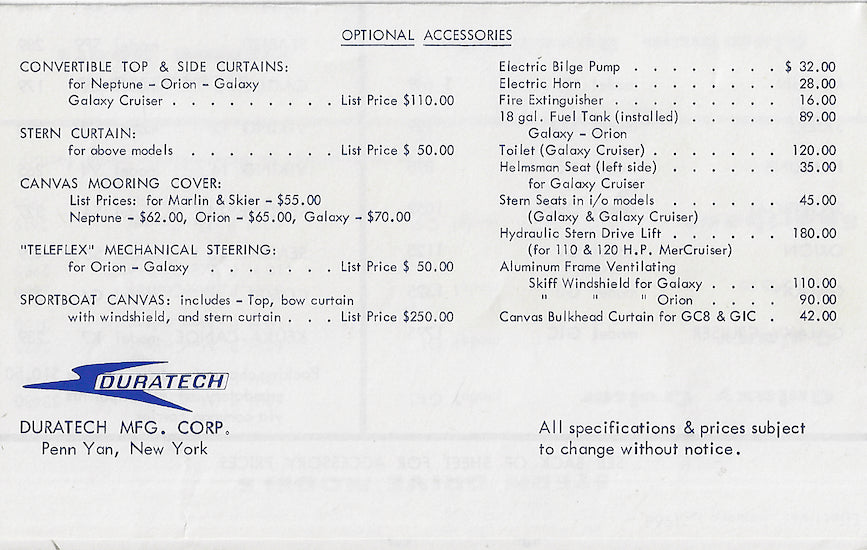 OPTIONAL ACCESSORIES
CONVERTIBLE TOP & SIDE CURTAINS:
for Neptune - Orion - Galaxy
Galaxy Cruiser . . . . . . . . . List Price $110.00
STERN CURTAIN:
for above models . . . . . . . . List Price $ 50.00
CANVAS MOORING COVER:
List Prices: for Marlin & Skier - $55.00
Neptune - $62.00, Orion - $65.00, Galaxy - $70.00
"TELEFLEX" MECHANICAL STEERING:
for Orion - Galaxy . . . . . . . List Price $ 50.00
SPORTBOAT CANVAS: includes - Top, bow curtain
with windshield, and stern curtain . . . List Price $250.00
Electric Bilge Pump . . . . . . . . $ 32.00
Electric Horn . . . . . . . . . . 28.00
Fire Extinguisher . . . . . . . . . 16.00
18 gal. Fuel Tank (installed) . . . . . 89.00
Galaxy - Orion
Toilet (Galaxy Cruiser) . . . . . . . 120.00
Helmsman Seat (left side) . . . . . . 35.00
for Galaxy Cruiser
Stern Seats in i/o models . . . . . . 45.00
(Galaxy & Galaxy Cruiser)
Hydraulic Stern Drive Lift . . . . . . 180.00
(for 110 & 120 H.P. MerCruiser)
Aluminum Frame Ventilating
Skiff Windshield for Galaxy . . . . 110.00
" " " Orion . . . . 90.00
Canvas Bulkhead Curtain for GC8 & GIC . 42.00
DURATECH
DURATECH MFG. CORP.
Penn Yan, New York
All specifications & prices subject
to change without notice.